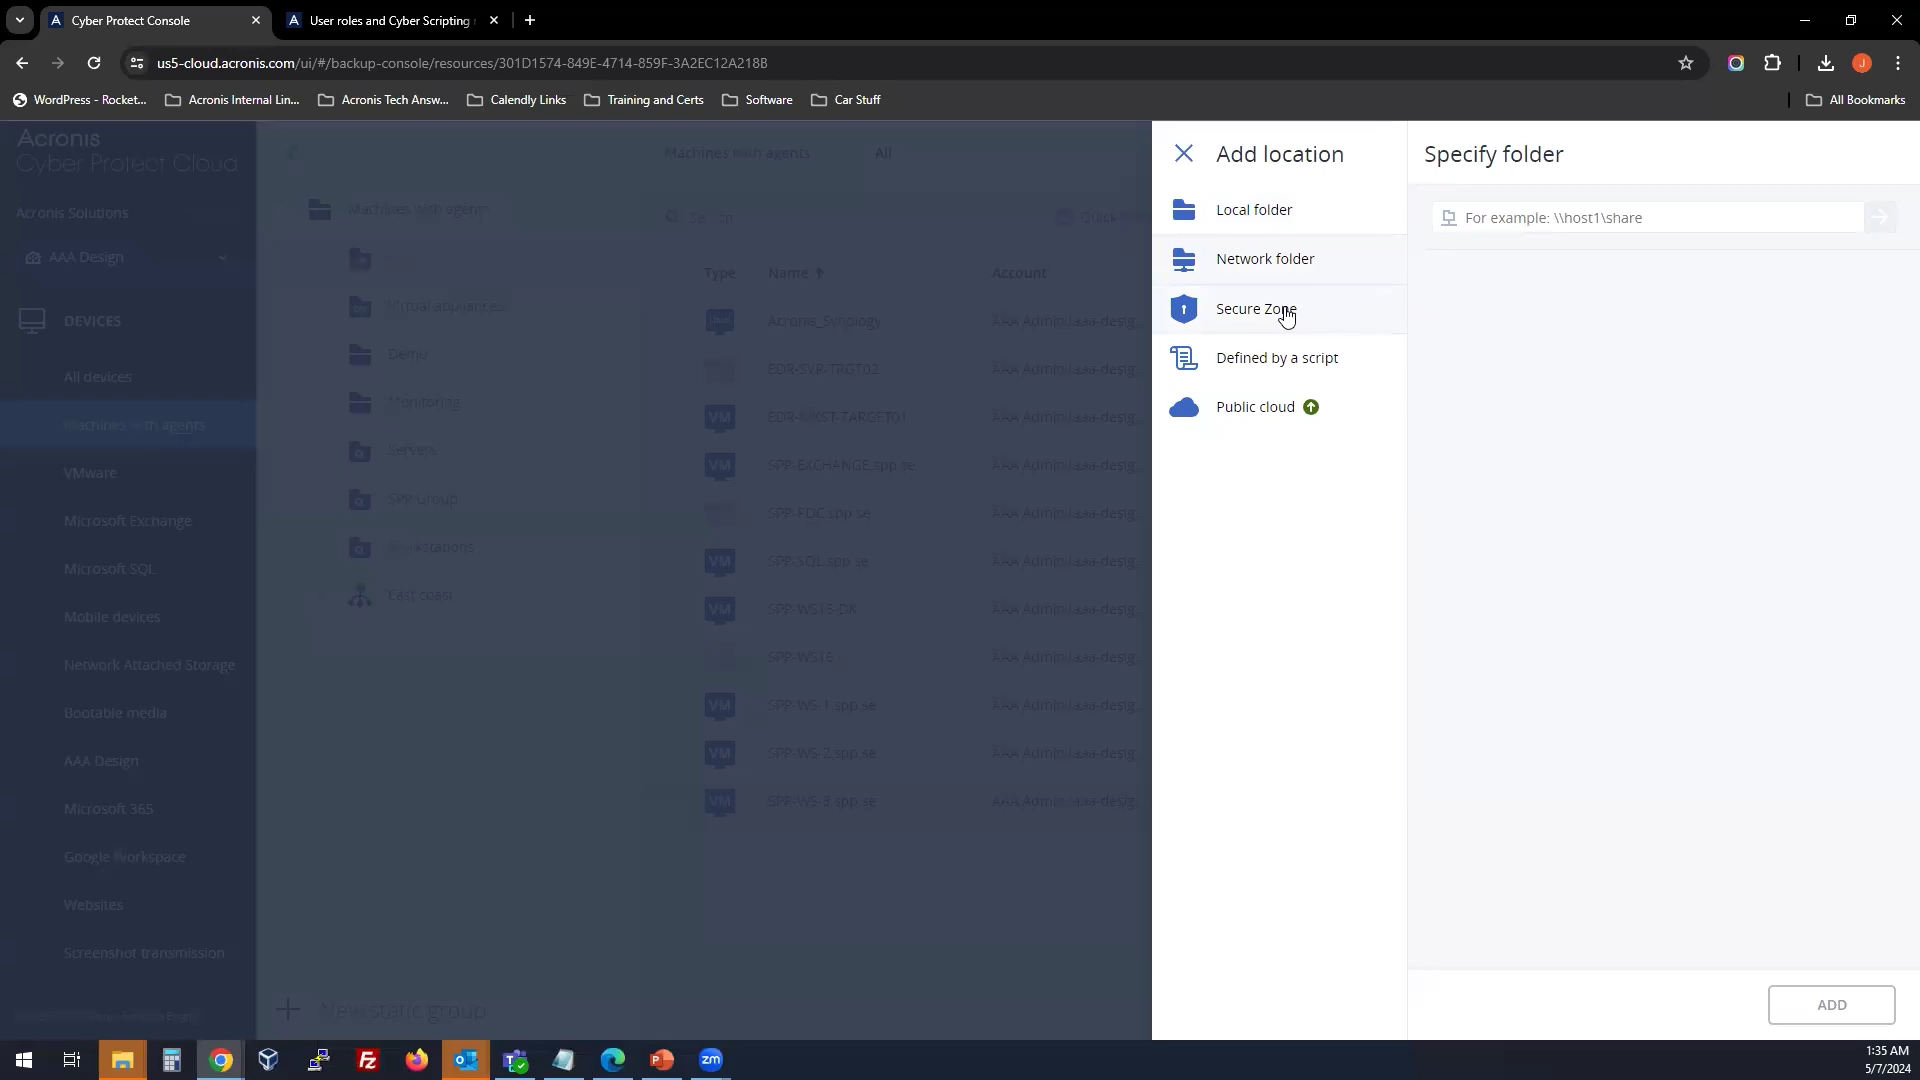 Cyber Protect Console
User roles and Cyber Scripting
us5-cloud.acronis.com/ui/#/backup-console/resources/301D1574-849E-4714-859F-3A2EC12A218B
WordPress - Rocket...
Acronis Internal Lin...
Acronis Tech Answ...
Calendly Links
Training and Certs
Software
Car Stuff
All Bookmarks
Acronis
Cyber Protect Cloud
Acronis Solutions
AAA Design
DEVICES
All devices
Machines with agents
VMware
Microsoft Exchange
Microsoft SQL
Mobile devices
Network Attached Storage
Bootable media
AAA Design
Microsoft 365
Google Workspace
Websites
Screenshot transmission
Machines with agents
All
Machines with agents
Virtual appliances
Demo
Monitoring
Servers
SPP Group
Workstations
East coast
New static group
Search
Type
Name
Account
Acronis_Synology
AAA Admin (aaa-desig...
EDR-SYP-TRGT02
AAA Admin (aaa-desig...
AAA Admin (aaa-desig...
VM
SPP-EXCHANGE.spp.se
AAA Admin (aaa-desig...
SPP-PDC.spp.se
AAA Admin (aaa-desig...
VM
SPP-SQL.spp.se
AAA Admin (aaa-desig...
VM
SPP-WS15-DK
AAA Admin (aaa-desig...
SPP-WS16
AAA Admin (aaa-desig...
VM
SPP-WS-1.spp.se
AAA Admin (aaa-desig...
VM
SPP-WS-2.spp.se
AAA Admin (aaa-desig...
VM
SPP-WS-3.spp.se
AAA Admin (aaa-desig...
Add location
Local folder
Network folder
Secure Zone
Defined by a script
Public cloud
Specify folder
For example: \\host1\share
ADD
1:35 AM
5/7/2024